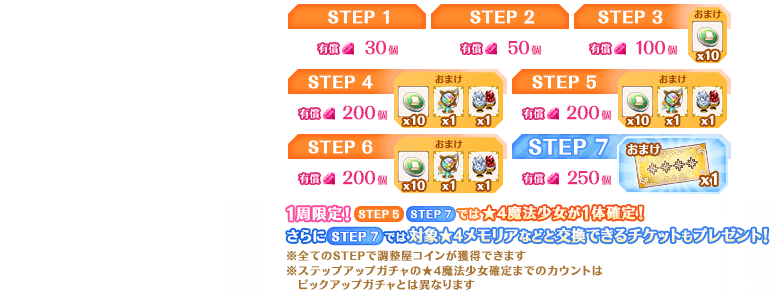 STEP 1 STEP 2 STEP 3 おまけ
有償 30個 有償 50個 有償 100個 x10
STEP 4 おまけ STEP 5 おまけ
有償 200個 x10 x1 x1 有償 200個 x10 x1 x1
STEP 6 おまけ STEP 7 おまけ
有償 200個 x10 x1 x1 有償 250個 x1
1周限定! STEP 5 STEP 7 では★4魔法少女が1体確定!
さらに STEP 7 では対象★4メモリアなどと交換できるチケットもプレゼント!
※全てのSTEPで調整屋コインが獲得できます
※ステップアップガチャの★4魔法少女確定までのカウントは
ピックアップガチャとは異なります